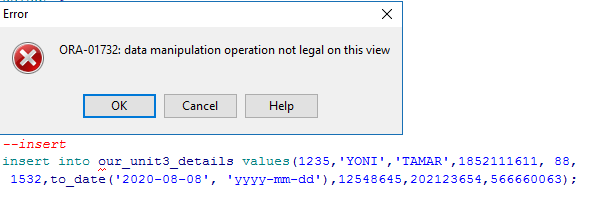 Error
ORA-01732: data manipulation operation not legal on this view
OK Cancel Help
--insert
insert into our_unit3_details values(1235,'YONI','TAMAR',1852111611, 88,
1532,to_date('2020-08-08', 'yyyy-mm-dd'),12548645,202123654,566660063);